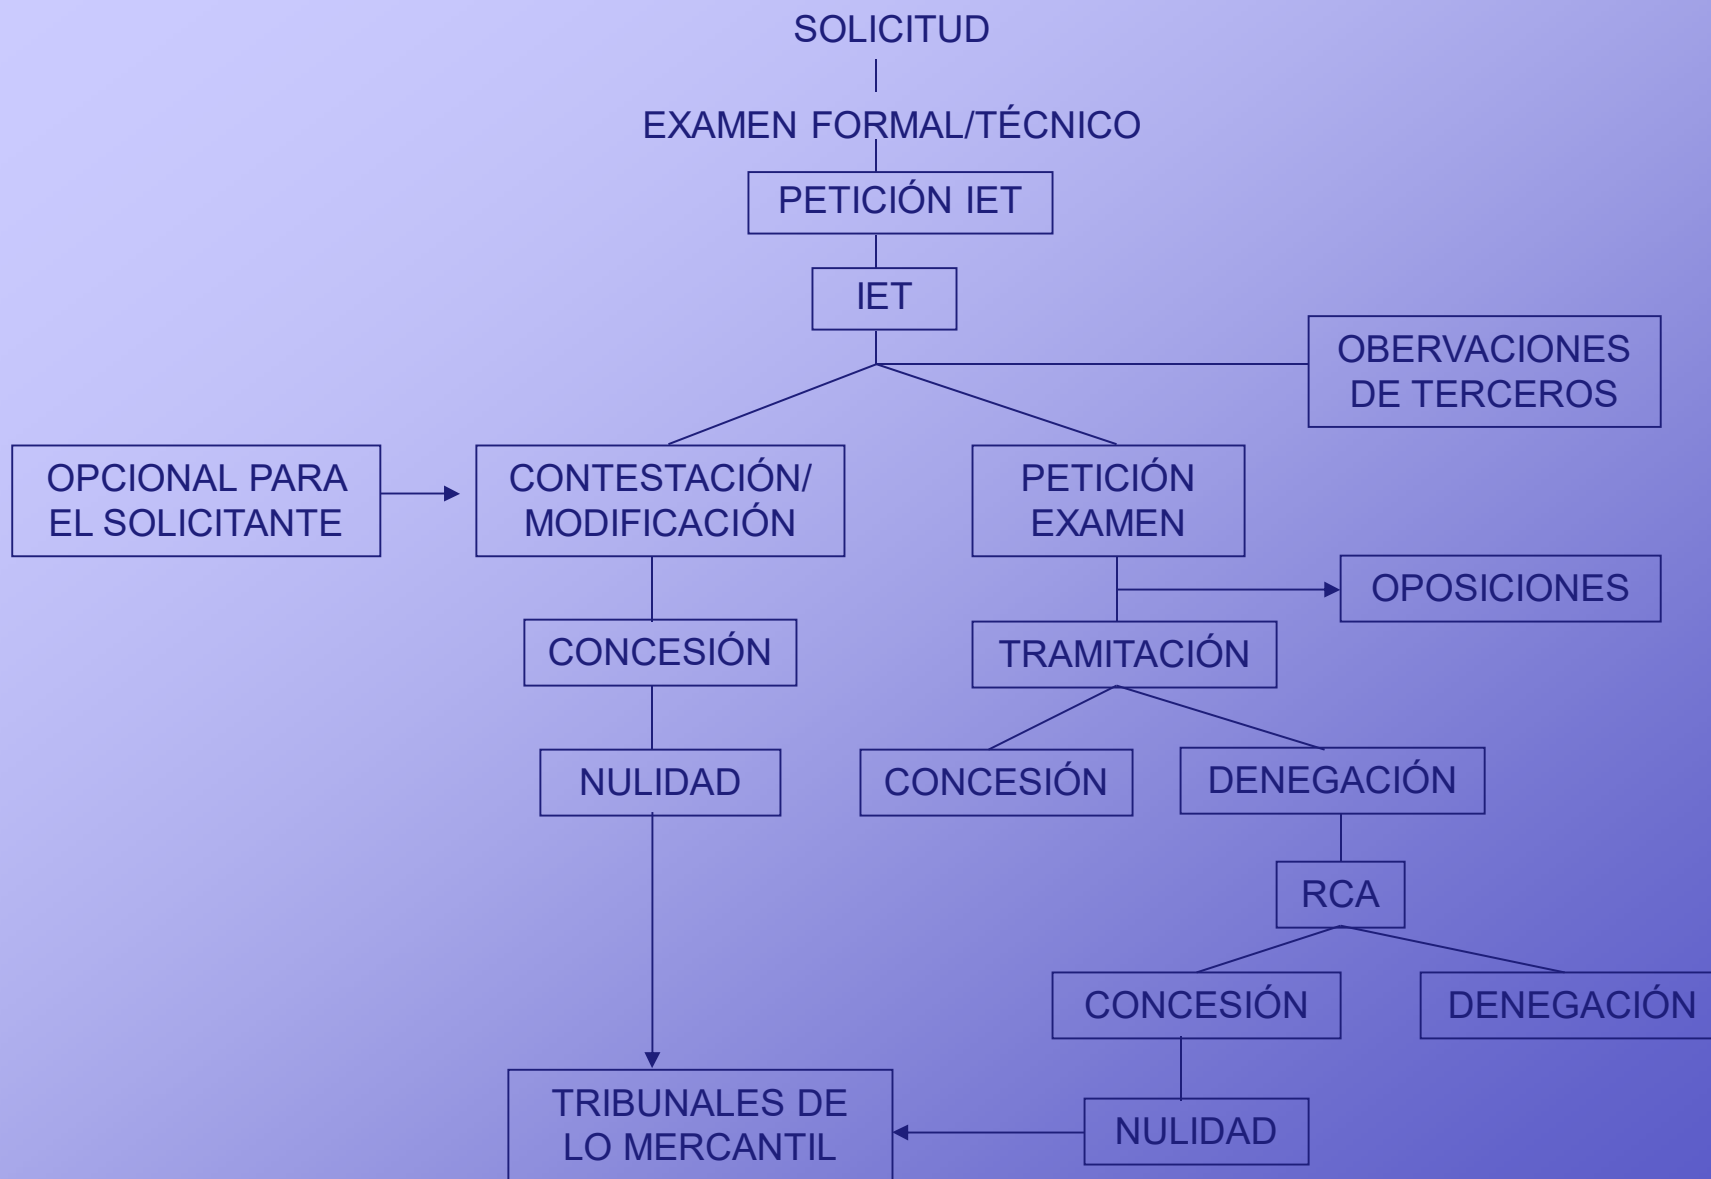 SOLICITUD
EXAMEN FORMAL/TÉCNICO
PETICIÓN IET
IET
OBERVACIONES
DE TERCEROS
OPCIONAL PARA
EL SOLICITANTE
CONTESTACIÓN/
MODIFICACIÓN
PETICIÓN
EXAMEN
OPOSICIONES
CONCESIÓN
TRAMITACIÓN
NULIDAD
CONCESIÓN
DENEGACIÓN
RCA
CONCESIÓN
DENEGACIÓN
TRIBUNALES DE
LO MERCANTIL
NULIDAD